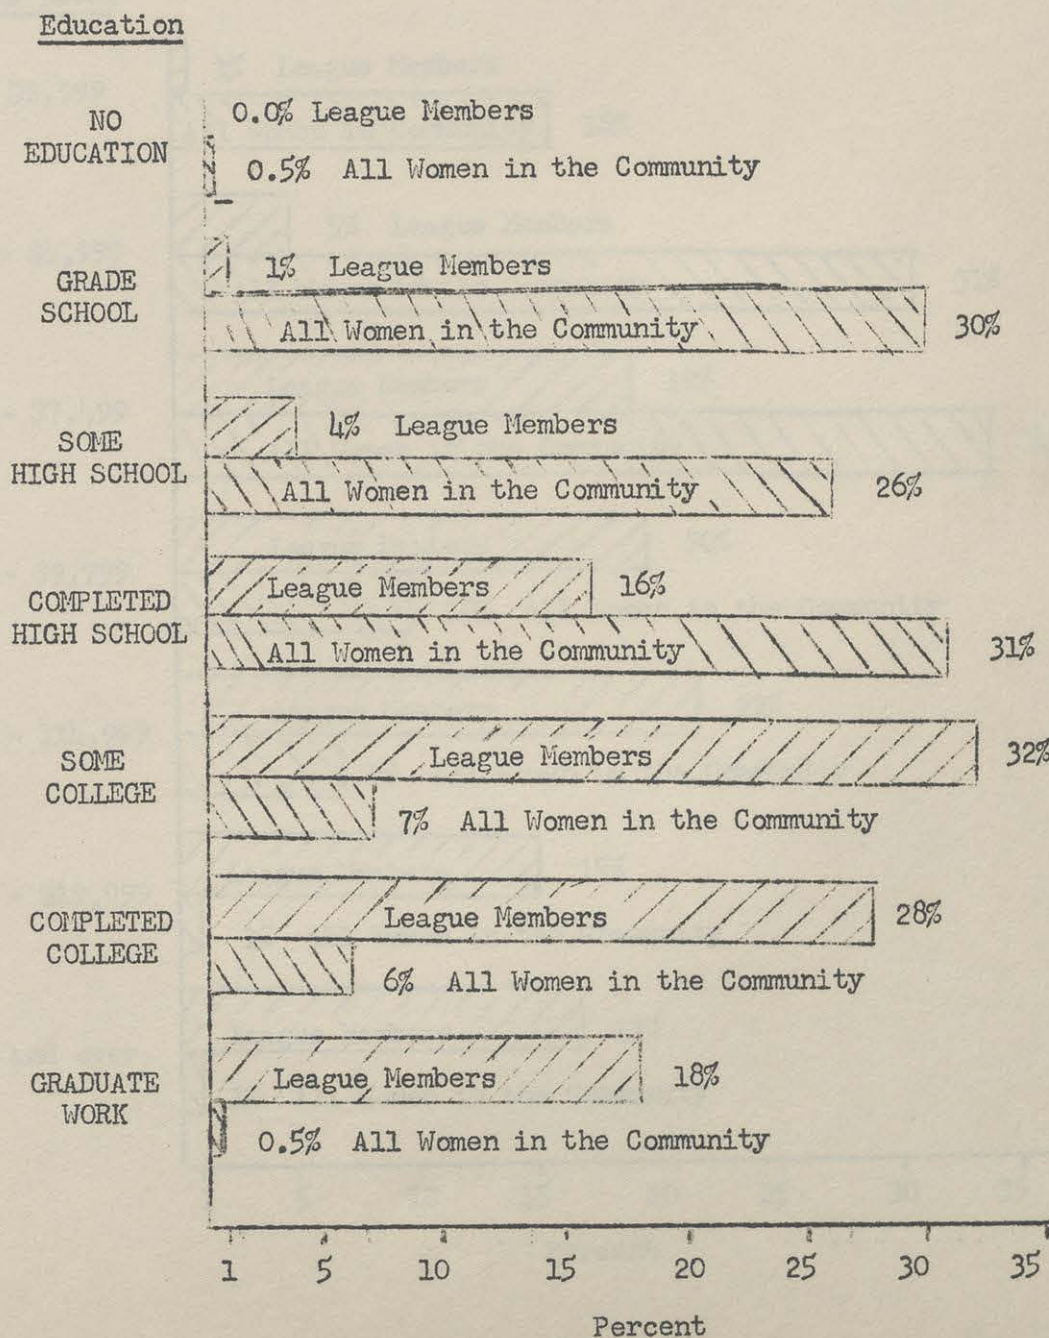 Education
NO
EDUCATION
0.0% League Members
0.5% All Women in the Community
GRADE
SCHOOL
1% League Members
All Women in the Community
30%
SOME
HIGH SCHOOL
4% League Members
All Women in the Community
26%
COMPLETED
HIGH SCHOOL
League Members
16%
All Women in the Community
31%
SOME
COLLEGE
League Members
32%
7% All Women in the Community
COMPLETED
COLLEGE
League Members
28%
6% All Women in the Community
GRADUATE
WORK
League Members
18%
0.5% All Women in the Community
1 5 10 15 20 25 30 35
Percent